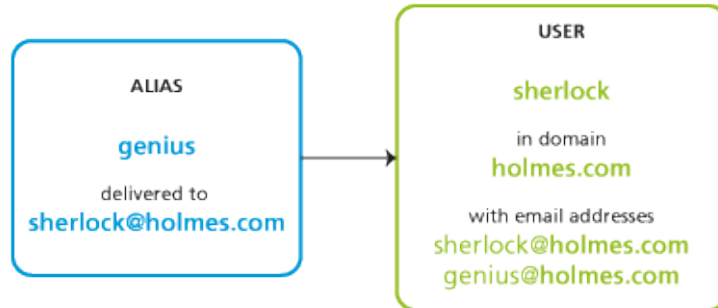 ALIAS
genius
delivered to
sherlock@holmes.com
USER
sherlock
in domain
holmes.com
with email addresses
sherlock@holmes.com
genius@holmes.com